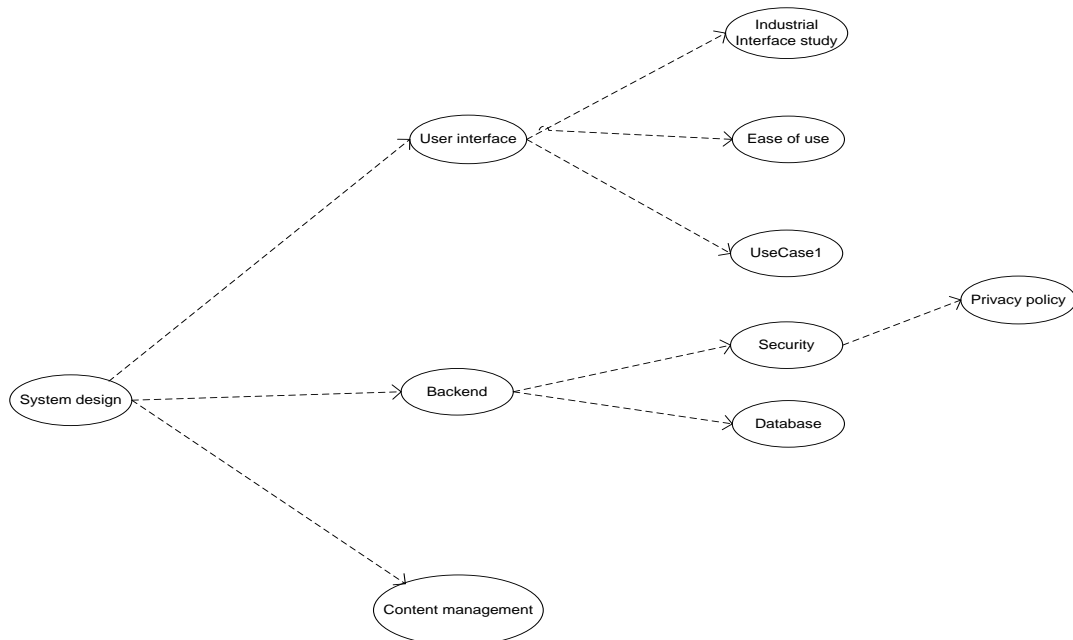 Industrial
Interface study
User interface
Ease of use
UseCase1
Privacy policy
Security
System design
Backend
Database
Content management